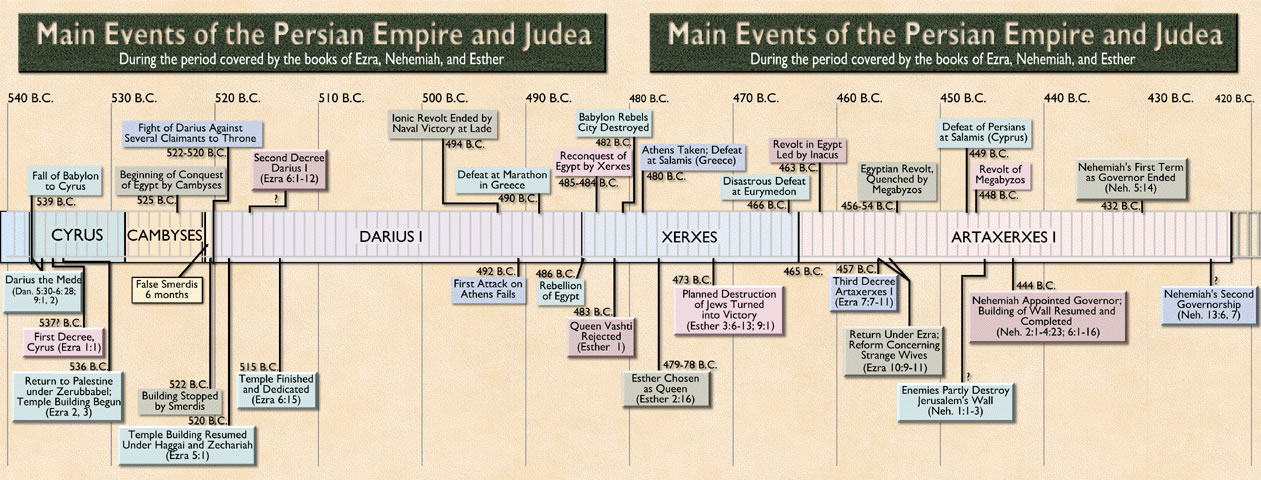 Main Events of the Persian Empire and Judea
During the period covered by the books of Ezra, Nehemiah, and Esther
Main Events of the Persian Empire and Judea
During the period covered by the books of Ezra, Nehemiah, and Esther
540 B.C.
530 B.C.
520 B.C.
510 B.C.
500 B.C.
490 B.C.
480 B.C.
470 B.C.
460 B.C.
450 B.C.
440 B.C.
430 B.C.
420 B.C.
Fall of Babylon
to Cyrus
539 B.C.
Fight of Darius Against
Several Claimants to Throne
522-520 B.C.
Beginning of Conquest
of Egypt by Cambyses
525 B.C.
Second Decree
Darius I
(Ezra 6:1-12)
?
Ionic Revolt Ended by
Naval Victory at Lade
494 B.C.
Defeat at Marathon
in Greece
490 B.C.
Babylon Rebels
City Destroyed
482 B.C.
Reconquest of
Egypt by Xerxes
485-484 B.C.
Athens Taken; Defeat
at Salamis (Greece)
480 B.C.
Disastrous Defeat
at Eurymedon
466 B.C.
Revolt in Egypt
Led by Inacus
463 B.C.
Egyptian Revolt,
Quenched by
Megabyzos
456-54 B.C.
Defeat of Persians
at Salamis (Cyprus)
449 B.C.
Revolt of
Megabyzos
448 B.C.
Nehemiah's First Term
as Governor Ended
(Neh. 5:14)
432 B.C.
CYRUS
CAMBYSES
DARIUS I
XERXES
ARTAXERXES I
Darius the Mede
(Dan. 5:30-6:28;
9:1, 2)
537? B.C.
First Decree,
Cyrus (Ezra 1:1)
536 B.C.
Return to Palestine
under Zerubbabel;
Temple Building Begun
(Ezra 2, 3)
False Smerdis
6 months
522 B.C.
Building Stopped
by Smerdis
520 B.C.
Temple Building Resumed
Under Haggai and Zechariah
(Ezra 5:1)
515 B.C.
Temple Finished
and Dedicated
(Ezra 6:15)
492 B.C.
First Attack on
Athens Fails
486 B.C.
Rebellion
of Egypt
483 B.C.
Queen Vashti
Rejected
(Esther 1)
479-78 B.C.
Esther Chosen
as Queen
(Esther 2:16)
473 B.C.
Planned Destruction
of Jews Turned
into Victory
(Esther 3:6-13; 9:1)
465 B.C.
457 B.C.
Third Decree
Artaxerxes I
(Ezra 7:7-11)
Return Under Ezra;
Reform Concerning
Strange Wives
(Ezra 10:9-11)
?
Enemies Partly Destroy
Jerusalem's Wall
(Neh. 1:1-3)
444 B.C.
Nehemiah Appointed Governor;
Building of Wall Resumed and
Completed
(Neh. 2:1-4:23; 6:1-16)
?
Nehemiah's Second
Governorship
(Neh. 13:6, 7)